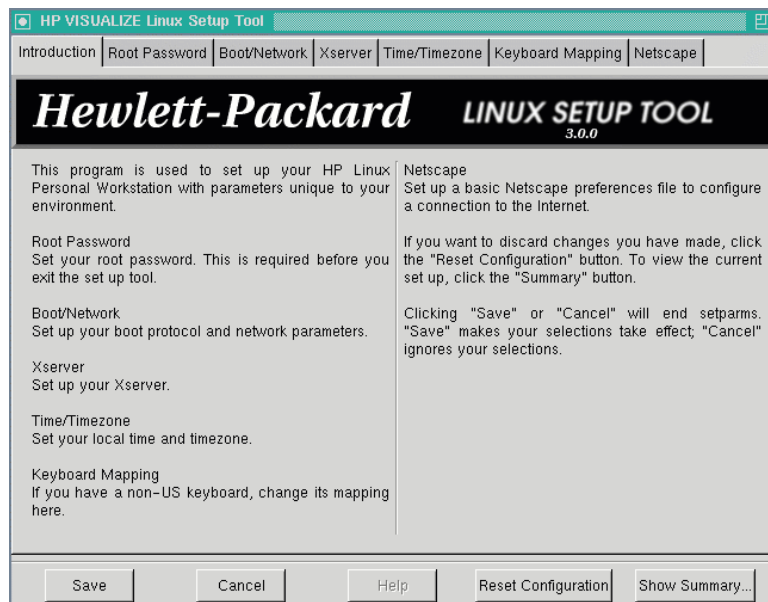 HP VISUALIZE Linux Setup Tool
Introduction
Root Password
Boot/Network
Xserver
Time/Timezone
Keyboard Mapping
Netscape
Hewlett-Packard
LINUX SETUP TOOL
3.0.0
This program is used to set up your HP Linux
Personal Workstation with parameters unique to your
environment.
Root Password
Set your root password. This is required before you
exit the set up tool.
Boot/Network
Set up your boot protocol and network parameters.
Xserver
Set up your Xserver.
Time/Timezone
Set your local time and timezone.
Keyboard Mapping
If you have a non-US keyboard, change its mapping
here.
Netscape
Set up a basic Netscape preferences file to configure
a connection to the Internet.
If you want to discard changes you have made, click
the "Reset Configuration" button. To view the current
set up, click the "Summary" button.
Clicking "Save" or "Cancel" will end setparms.
"Save" makes your selections take effect; "Cancel"
ignores your selections.
Save
Cancel
Help
Reset Configuration
Show Summary...